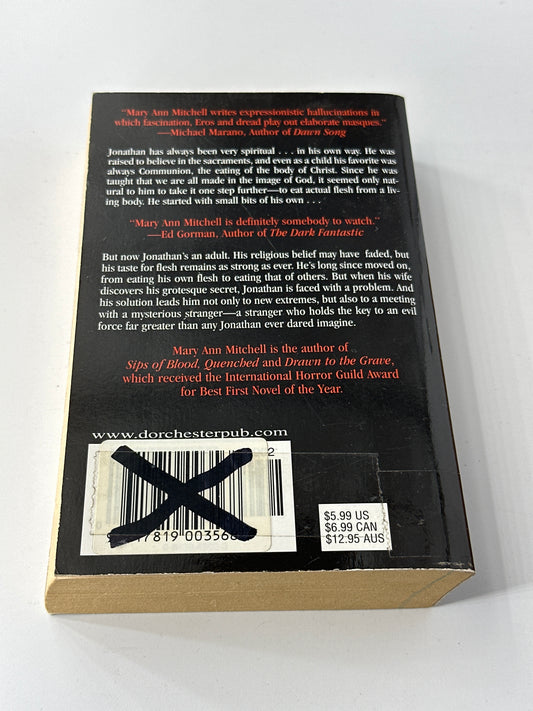 “Mary Ann Mitchell writes expressionistic hallucinations in
which fascination, Eros and dread play out elaborate masques.”
—Michael Marano, Author of Dawn Song
Jonathan has always been very spiritual . . . in his own way. He was
raised to believe in the sacraments, and even as a child his favorite was
always Communion, the eating of the body of Christ. Since he was
taught that we are all made in the image of God, it seemed only nat-
ural to him to take it one step further—to eat actual flesh from a liv-
ing body. He started with small bits of his own . . .
“Mary Ann Mitchell is definitely somebody to watch.”
—Ed Gorman, Author of The Dark Fantastic
But now Jonathan’s an adult. His religious belief may have faded, but
his taste for flesh remains as strong as ever. He’s long since moved on,
from eating his own flesh to eating that of others. But when his wife
discovers his grotesque secret, Jonathan is faced with a problem. And
his solution leads him not only to new extremes, but also to a meeting
with a mysterious stranger—a stranger who holds the key to an evil
force far greater than any Jonathan ever dared imagine.
Mary Ann Mitchell is the author of
Sips of Blood, Quenched and Drawn to the Grave,
which received the International Horror Guild Award
for Best First Novel of the Year.
www.dorchesterpub.com
2
7819 00356
$5.99 US
$6.99 CAN
$12.95 AUS